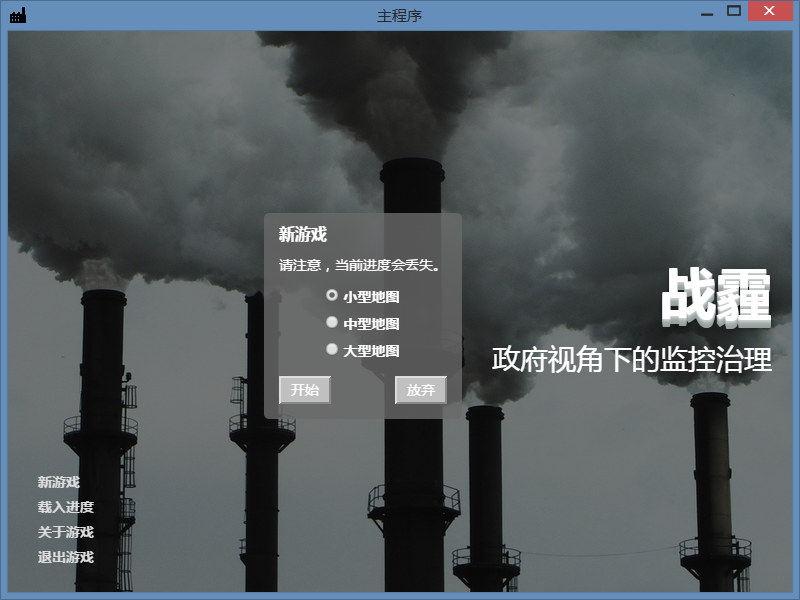 主程序
新游戏
请注意，当前进度会丢失。
小型地图
中型地图
大型地图
开始
放弃
战霾
政府视角下的监控治理
新游戏
载入进度
关于游戏
退出游戏